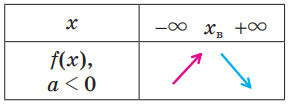 x
−∞ xв +∞
f(x),
a < 0